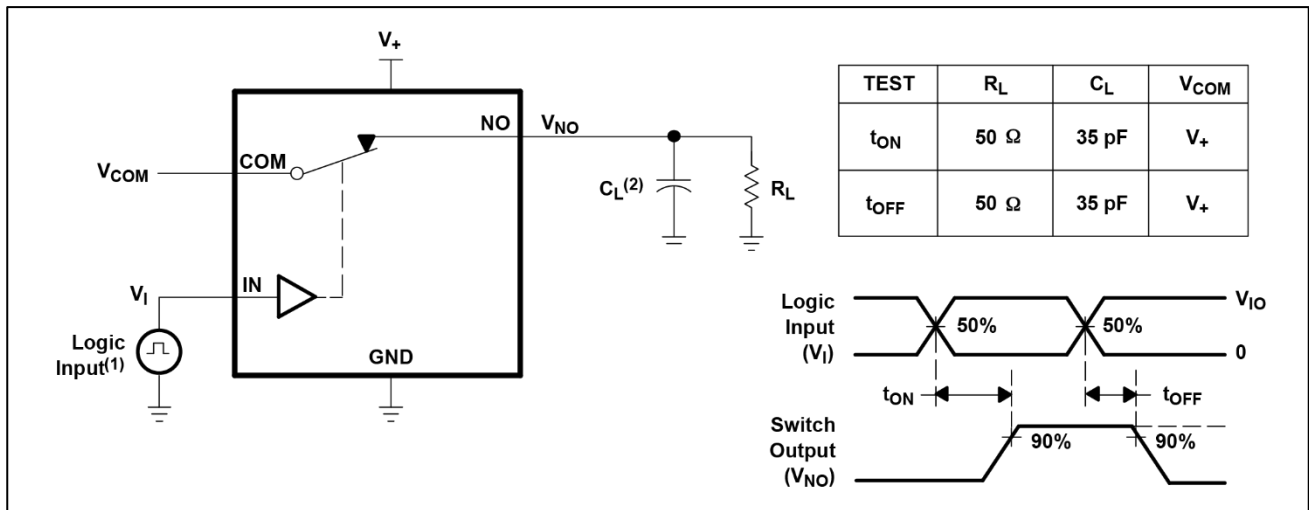 V+
NO
VNO
VCOM
COM
CL(2)
RL
VI
IN
Logic
Input(1)
GND
TEST RL CL VCOM
tON 50 Ω 35 pF V+
tOFF 50 Ω 35 pF V+
Logic
Input
(VI)
50%
50%
VIO
0
tON
tOFF
Switch
Output
(VNO)
90%
90%